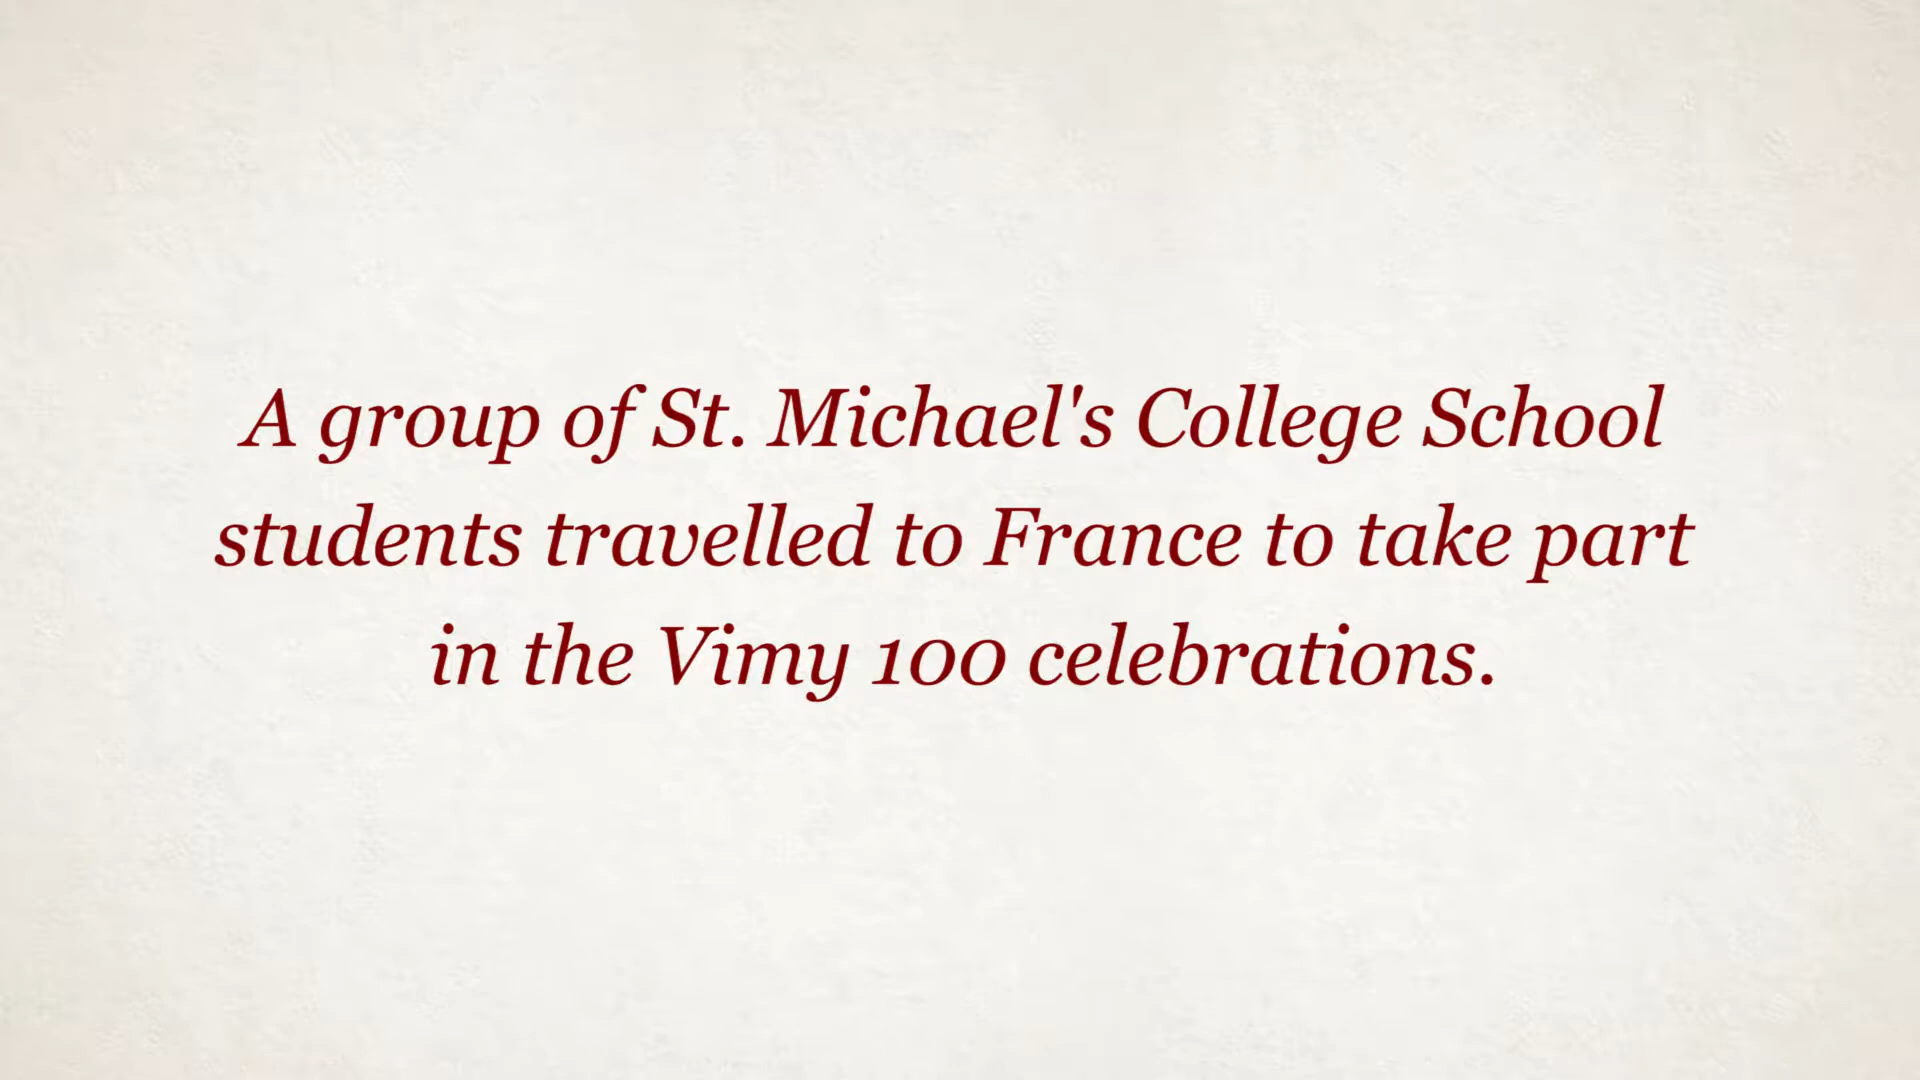 A group of St. Michael's College School
students travelled to France to take part
in the Vimy 100 celebrations.